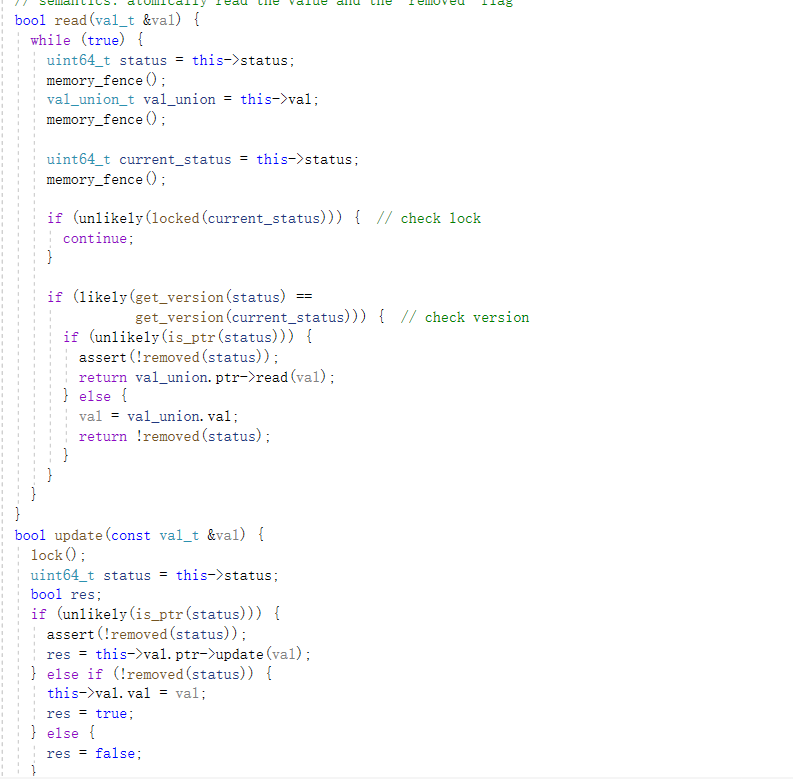 // semantics: atomically read the value and the "removed" flag
bool read(val_t &val) {
  while (true) {
    uint64_t status = this->status;
    memory_fence();
    val_union_t val_union = this->val;
    memory_fence();

    uint64_t current_status = this->status;
    memory_fence();

    if (unlikely(locked(current_status))) {  // check lock
      continue;
    }

    if (likely(get_version(status) ==
               get_version(current_status))) {  // check version
      if (unlikely(is_ptr(status))) {
        assert(!removed(status));
        return val_union.ptr->read(val);
      } else {
        val = val_union.val;
        return !removed(status);
      }
    }
  }
}
bool update(const val_t &val) {
  lock();
  uint64_t status = this->status;
  bool res;
  if (unlikely(is_ptr(status))) {
    assert(!removed(status));
    res = this->val.ptr->update(val);
  } else if (!removed(status)) {
    this->val.val = val;
    res = true;
  } else {
    res = false;
  }